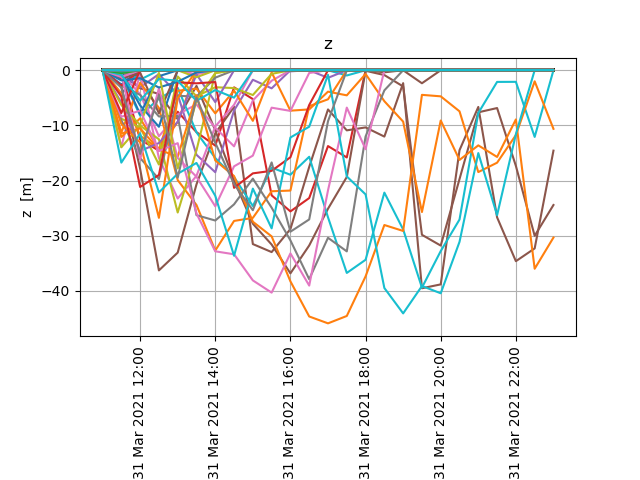 z
0
−10
−20
−30
−40
z [m]
31 Mar 2021 12:00
31 Mar 2021 14:00
31 Mar 2021 16:00
31 Mar 2021 18:00
31 Mar 2021 20:00
31 Mar 2021 22:00